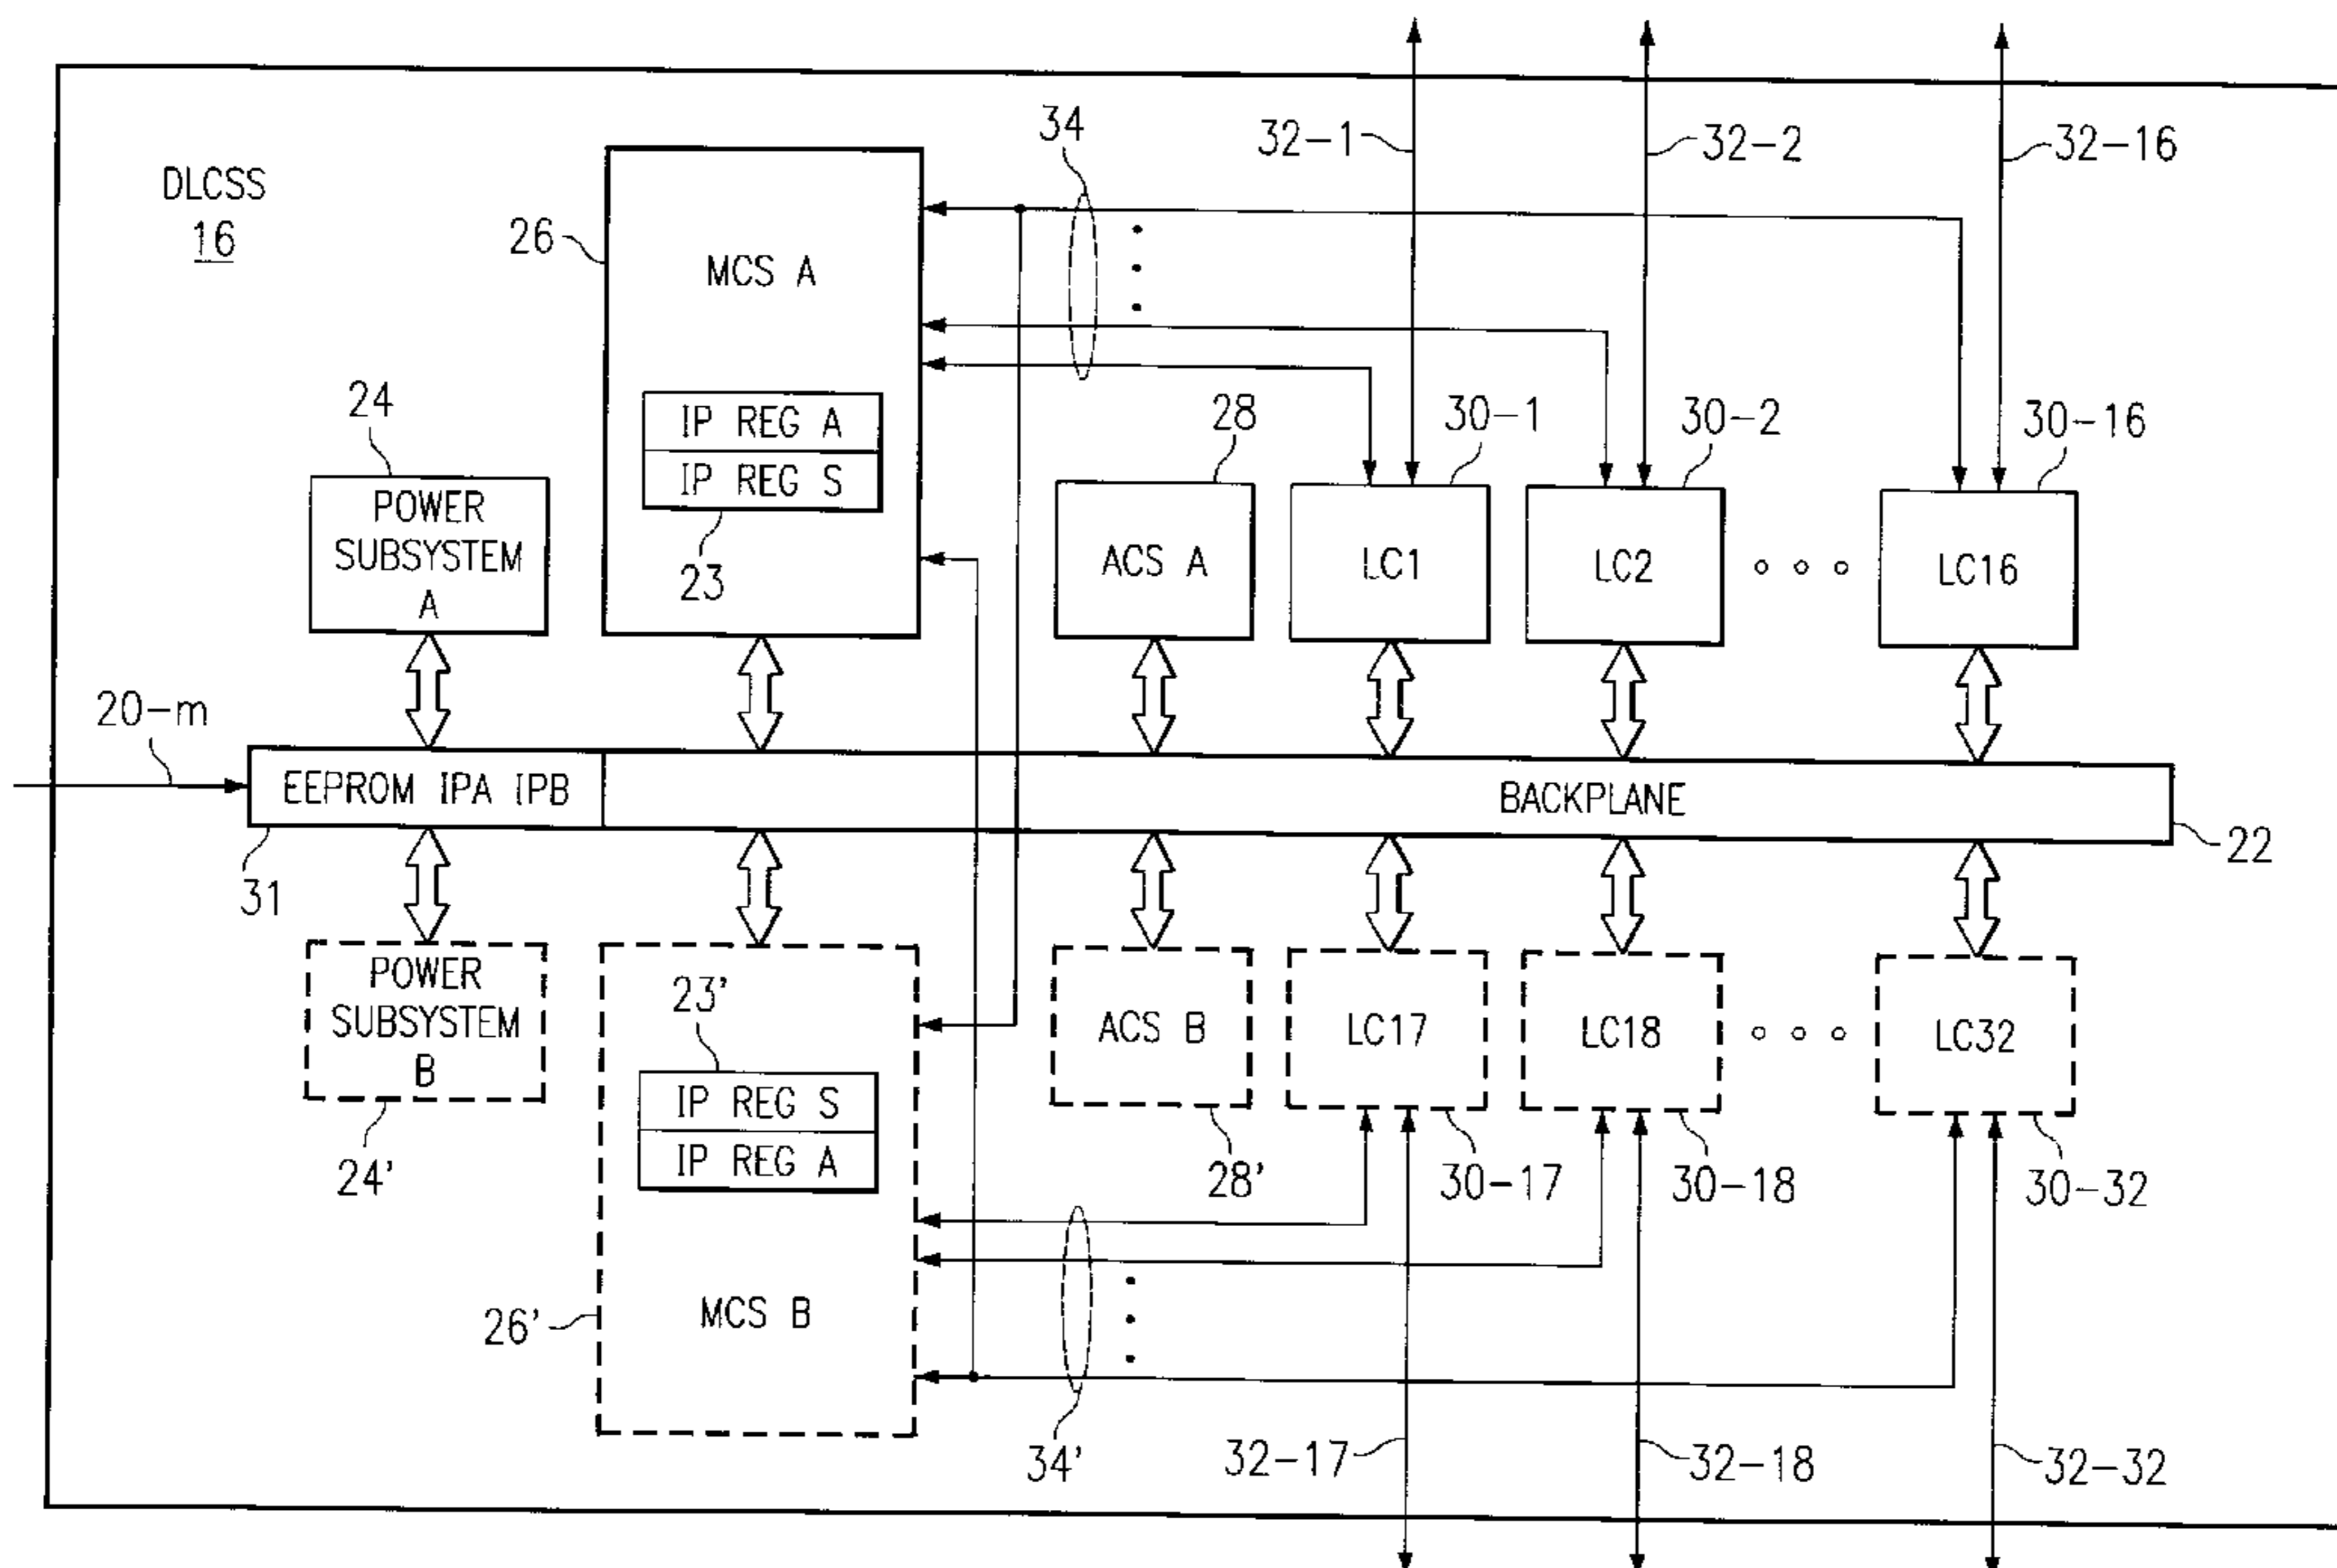 32-1
32-2
32-16
34
DLCSS
16
26
MCS A
IP REG A
IP REG S
23
24
POWER
SUBSYSTEM
A
28
30-1
30-2
30-16
ACS A
LC1
LC2
LC16
20-m
EEPROM IPA IPB
BACKPLANE
31
22
POWER
SUBSYSTEM
B
24'
23'
IP REG S
IP REG A
26'
MCS B
ACS B
LC17
LC18
LC32
28'
30-17
30-18
30-32
34'
32-17
32-18
32-32